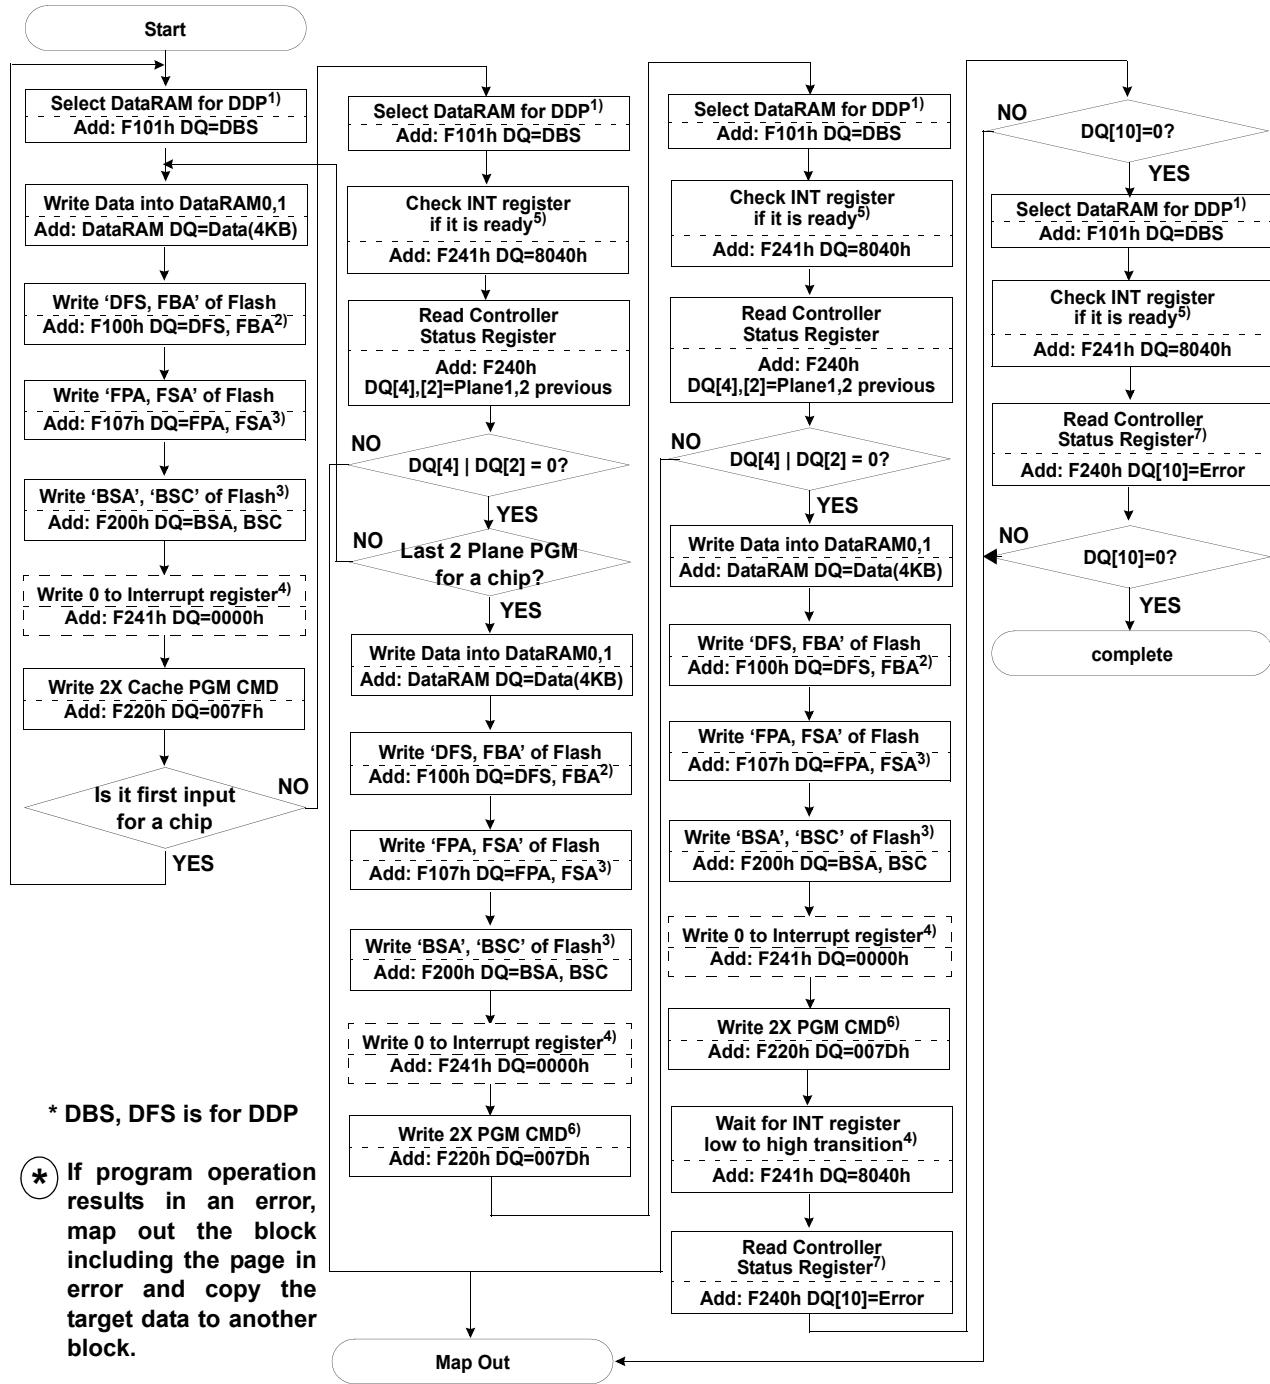 Start
Select DataRAM for DDP1)
Add: F101h DQ=DBS
Write Data into DataRAM0,1
Add: DataRAM DQ=Data(4KB)
Write ‘DFS, FBA’ of Flash
Add: F100h DQ=DFS, FBA2)
Write ‘FPA, FSA’ of Flash
Add: F107h DQ=FPA, FSA3)
Write ‘BSA’, ‘BSC’ of Flash3)
Add: F200h DQ=BSA, BSC
Write 0 to Interrupt register4)
Add: F241h DQ=0000h
Write 2X Cache PGM CMD
Add: F220h DQ=007Fh
Is it first input
for a chip
NO
YES
* DBS, DFS is for DDP
* If program operation
results in an error,
map out the block
including the page in
error and copy the
target data to another
block.
Select DataRAM for DDP1)
Add: F101h DQ=DBS
Check INT register
if it is ready5)
Add: F241h DQ=8040h
Read Controller
Status Register
Add: F240h
DQ[4],[2]=Plane1,2 previous
NO
DQ[4] | DQ[2] = 0?
YES
NO
Last 2 Plane PGM
for a chip?
YES
Write Data into DataRAM0,1
Add: DataRAM DQ=Data(4KB)
Write ‘DFS, FBA’ of Flash
Add: F100h DQ=DFS, FBA2)
Write ‘FPA, FSA’ of Flash
Add: F107h DQ=FPA, FSA3)
Write ‘BSA’, ‘BSC’ of Flash3)
Add: F200h DQ=BSA, BSC
Write 0 to Interrupt register4)
Add: F241h DQ=0000h
Write 2X PGM CMD6)
Add: F220h DQ=007Dh
Map Out
Select DataRAM for DDP1)
Add: F101h DQ=DBS
Check INT register
if it is ready5)
Add: F241h DQ=8040h
Read Controller
Status Register
Add: F240h
DQ[4],[2]=Plane1,2 previous
NO
DQ[4] | DQ[2] = 0?
YES
Write Data into DataRAM0,1
Add: DataRAM DQ=Data(4KB)
Write ‘DFS, FBA’ of Flash
Add: F100h DQ=DFS, FBA2)
Write ‘FPA, FSA’ of Flash
Add: F107h DQ=FPA, FSA3)
Write ‘BSA’, ‘BSC’ of Flash3)
Add: F200h DQ=BSA, BSC
Write 0 to Interrupt register4)
Add: F241h DQ=0000h
Write 2X PGM CMD6)
Add: F220h DQ=007Dh
Wait for INT register
low to high transition4)
Add: F241h DQ=8040h
Read Controller
Status Register7)
Add: F240h DQ[10]=Error
NO
DQ[10]=0?
YES
Select DataRAM for DDP1)
Add: F101h DQ=DBS
Check INT register
if it is ready5)
Add: F241h DQ=8040h
Read Controller
Status Register7)
Add: F240h DQ[10]=Error
NO
DQ[10]=0?
YES
complete